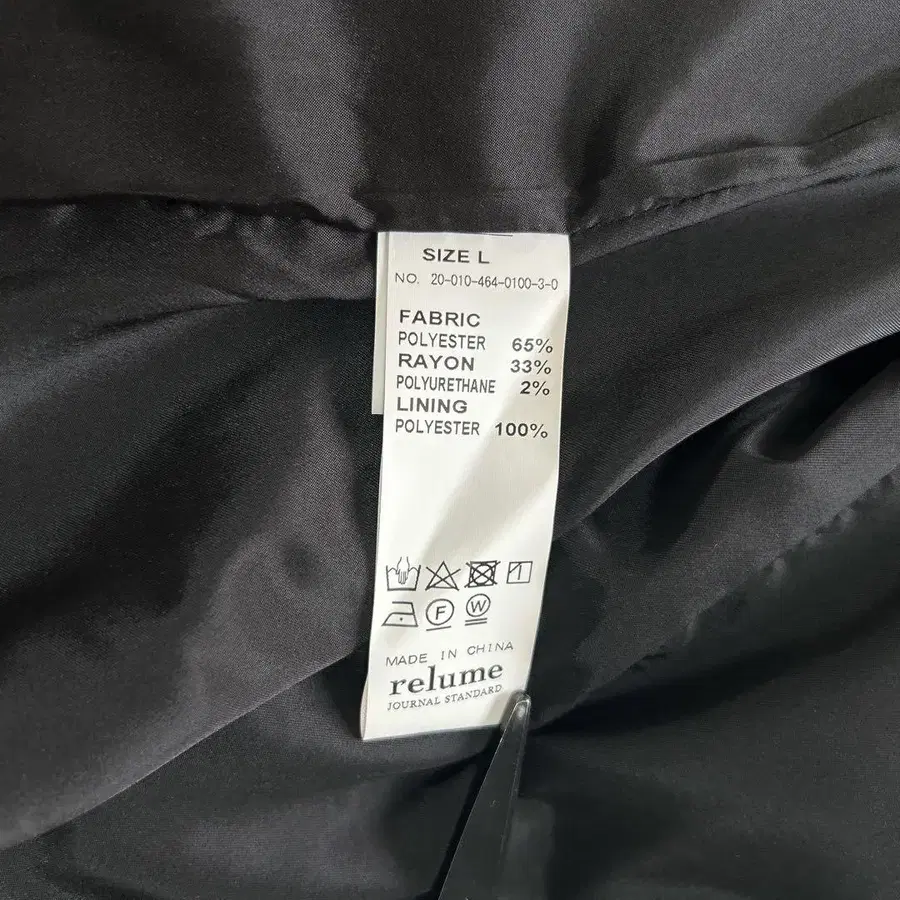 SIZE L
NO. 20-010-464-0100-3-0
FABRIC
POLYESTER 65%
RAYON 33%
POLYURETHANE 2%
LINING
POLYESTER 100%
F W
MADE IN CHINA
relume
JOURNAL STANDARD